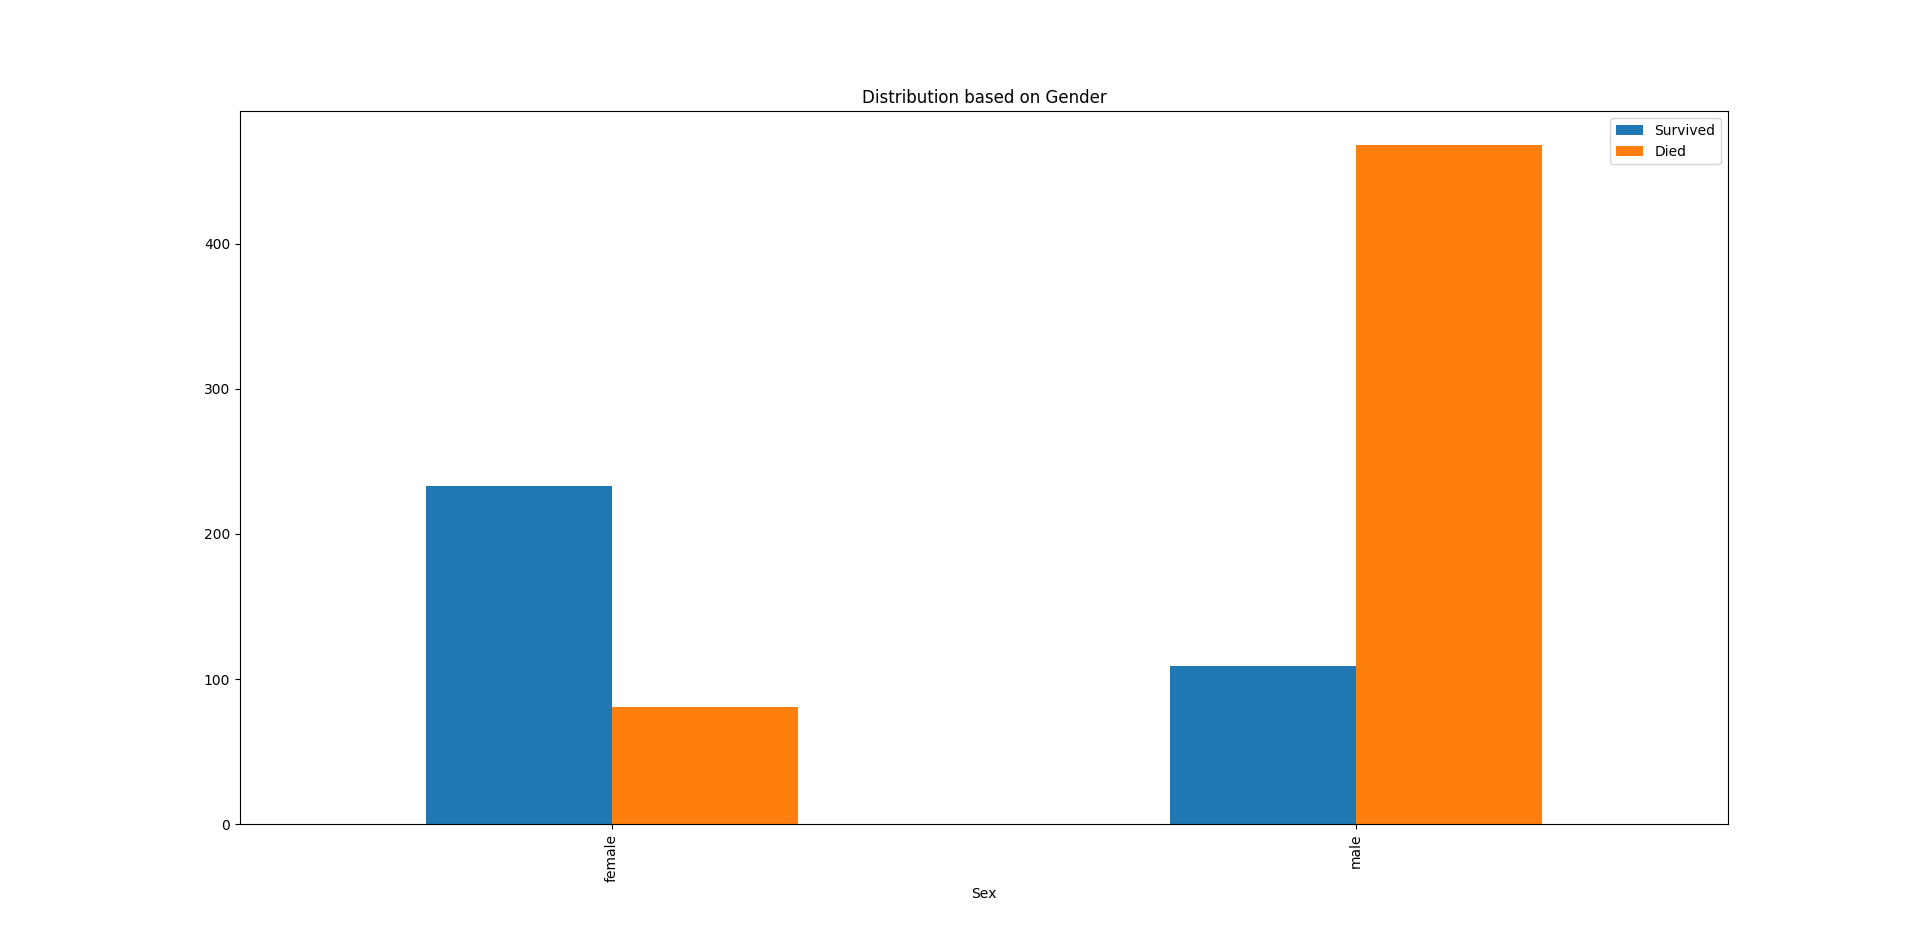 Distribution based on Gender
Survived
Died
400
300
200
100
0
female
male
Sex